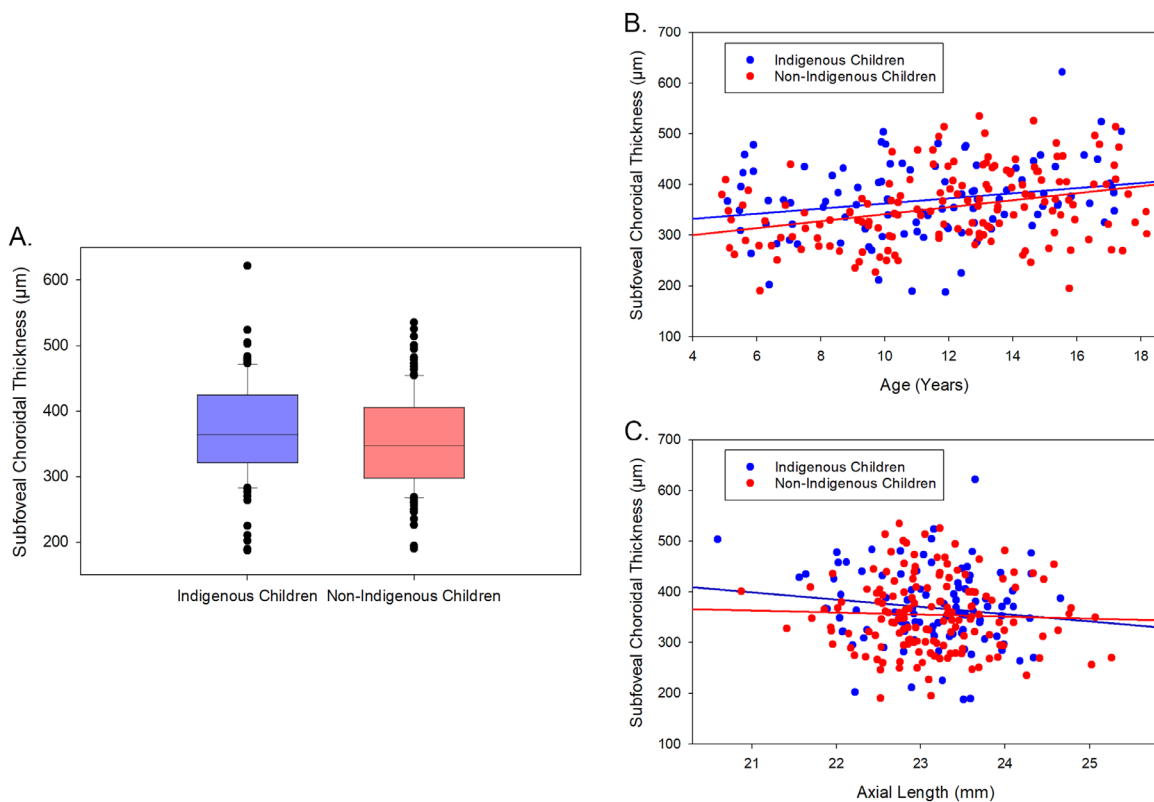 A.
Subfoveal Choroidal Thickness (µm)
600
500
400
300
200
Indigenous Children Non-Indigenous Children
B.
Subfoveal Choroidal Thickness (µm)
700
600
500
400
300
200
100
Indigenous Children
Non-Indigenous Children
4 6 8 10 12 14 16 18
Age (Years)
C.
Subfoveal Choroidal Thickness (µm)
700
600
500
400
300
200
100
Indigenous Children
Non-Indigenous Children
21 22 23 24 25
Axial Length (mm)